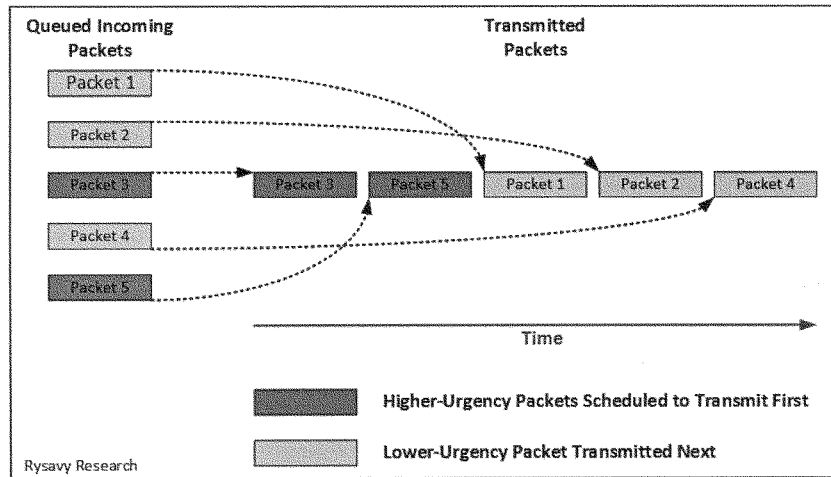 Queued Incoming
Packets
Transmitted
Packets
Packet 1
Packet 2
Packet 3
Packet 4
Packet 5
Packet 3
Packet 5
Packet 1
Packet 2
Packet 4
Time
Higher-Urgency Packets Scheduled to Transmit First
Lower-Urgency Packet Transmitted Next
Rysavy Research